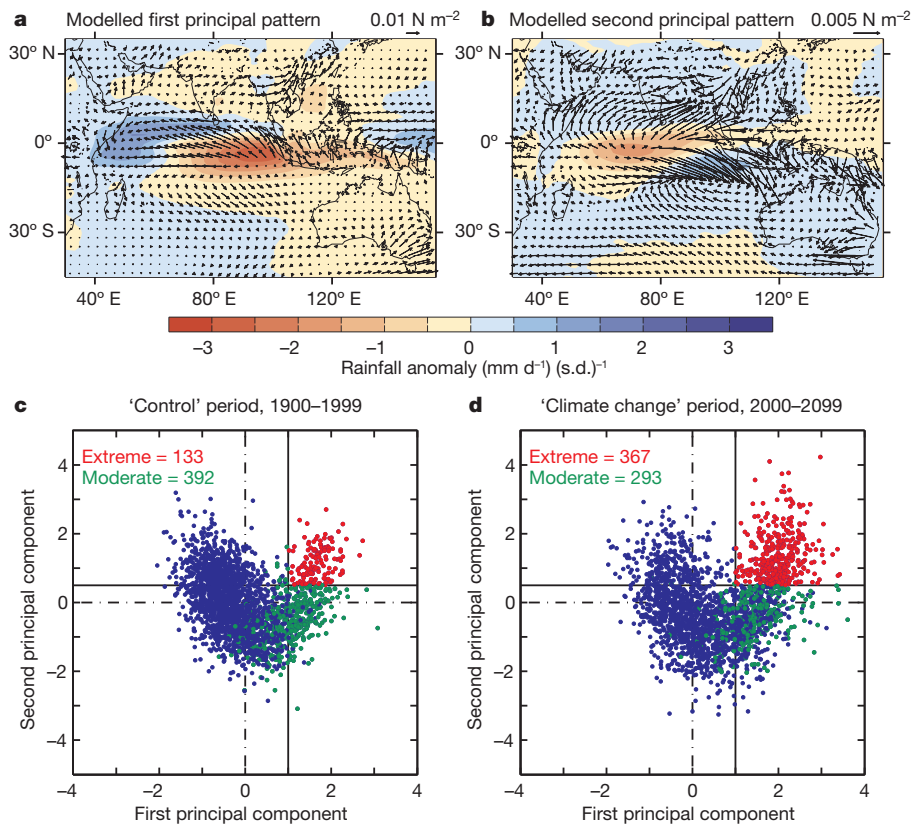 a Modelled first principal pattern 0.01 N m⁻²
b Modelled second principal pattern 0.005 N m⁻²
30° N
0°
30° S
40° E 80° E 120° E
30° N
0°
30° S
40° E 80° E 120° E
−3 −2 −1 0 1 2 3
Rainfall anomaly (mm d⁻¹) (s.d.)⁻¹
c 'Control' period, 1900–1999
Extreme = 133
Moderate = 392
4
2
0
−2
−4
Second principal component
−4 −2 0 2 4
First principal component
d 'Climate change' period, 2000–2099
Extreme = 367
Moderate = 293
4
2
0
−2
−4
Second principal component
−4 −2 0 2 4
First principal component